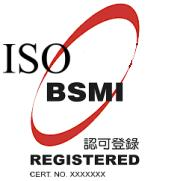 ISO
BSMI
認可登錄
REGISTERED
CERT. NO. XXXXXXX